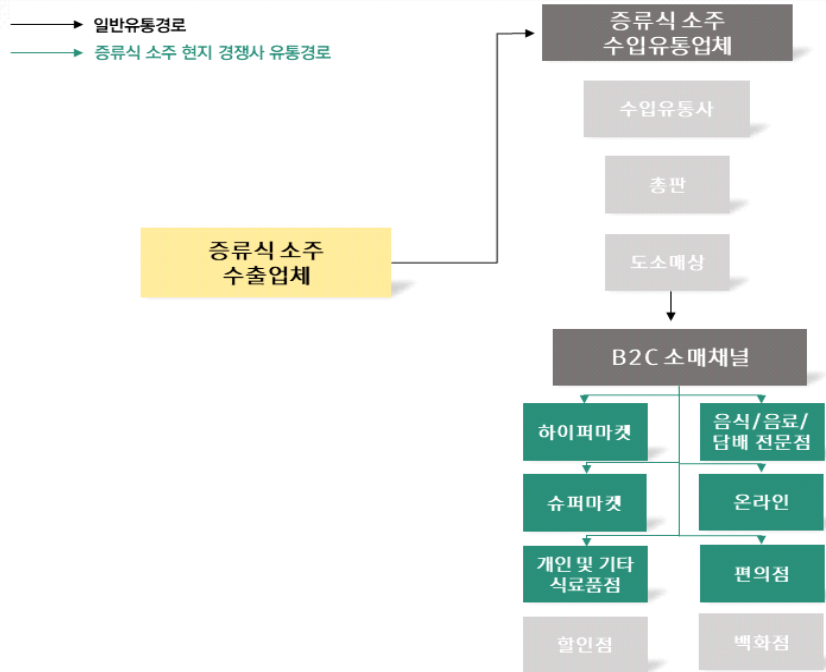 일반유통경로
증류식 소주 현지 경쟁사 유통경로
증류식 소주
수입유통업체
수입유통사
총판
도소매상
증류식 소주
수출업체
B2C 소매채널
하이퍼마켓
음식/음료/
담배 전문점
슈퍼마켓
온라인
개인 및 기타
식료품점
편의점
할인점
백화점